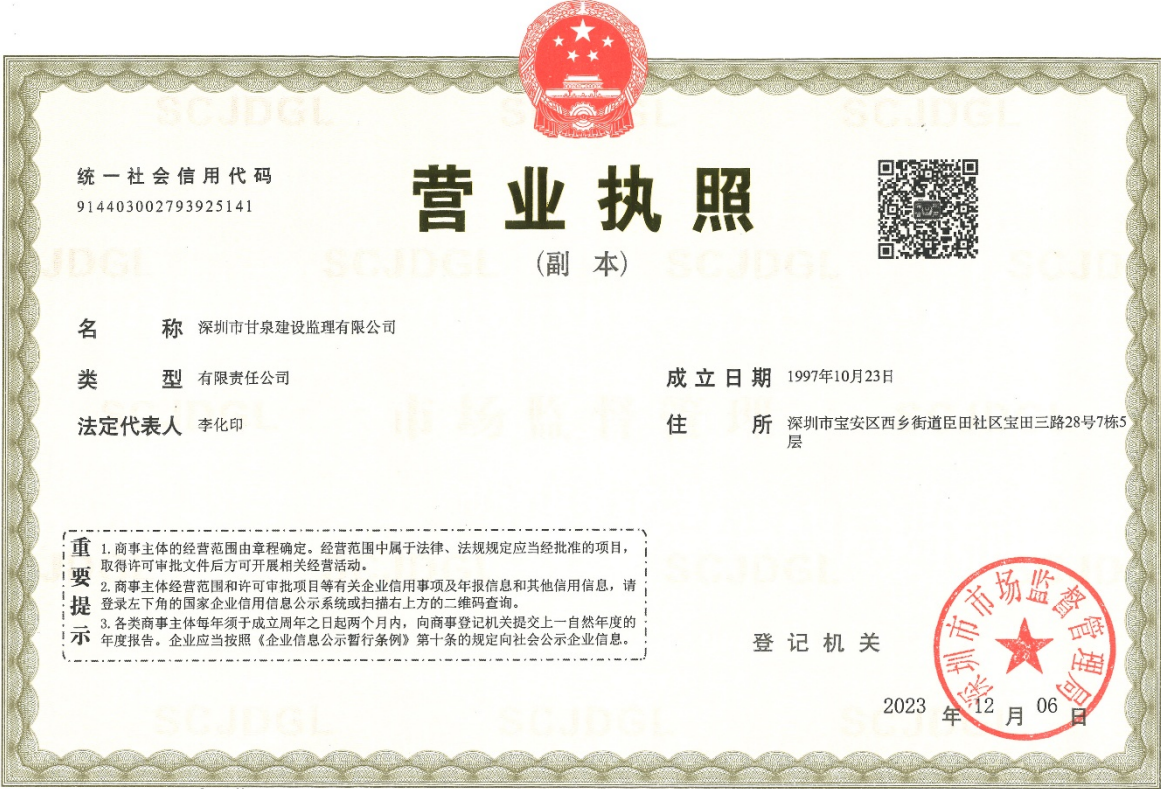 统一社会信用代码
914403002793925141
营业执照
(副 本)
名 称 深圳市甘泉建设监理有限公司
类 型 有限责任公司
成立日期 1997年10月23日
法定代表人 李化印
住 所 深圳市宝安区西乡街道臣田社区宝田三路28号7栋5
层
重要提示
1. 商事主体的经营范围由章程确定。经营范围中属于法律、法规规定应当经批准的项目，
取得许可审批文件后方可开展相关经营活动。
2. 商事主体经营范围和许可审批项目等有关企业信用事项及年报信息和其他信用信息，请
登录左下角的国家企业信用信息公示系统或扫描右上方的二维码查询。
3. 各类商事主体每年须于成立周年之日起两个月内，向商事登记机关提交上一自然年度的
年度报告。企业应当按照《企业信息公示暂行条例》第十条的规定向社会公示企业信息。
登记机关
深圳市市场监督管理局
2023 年 12 月 06 日
SCJDGL
市场监督管理